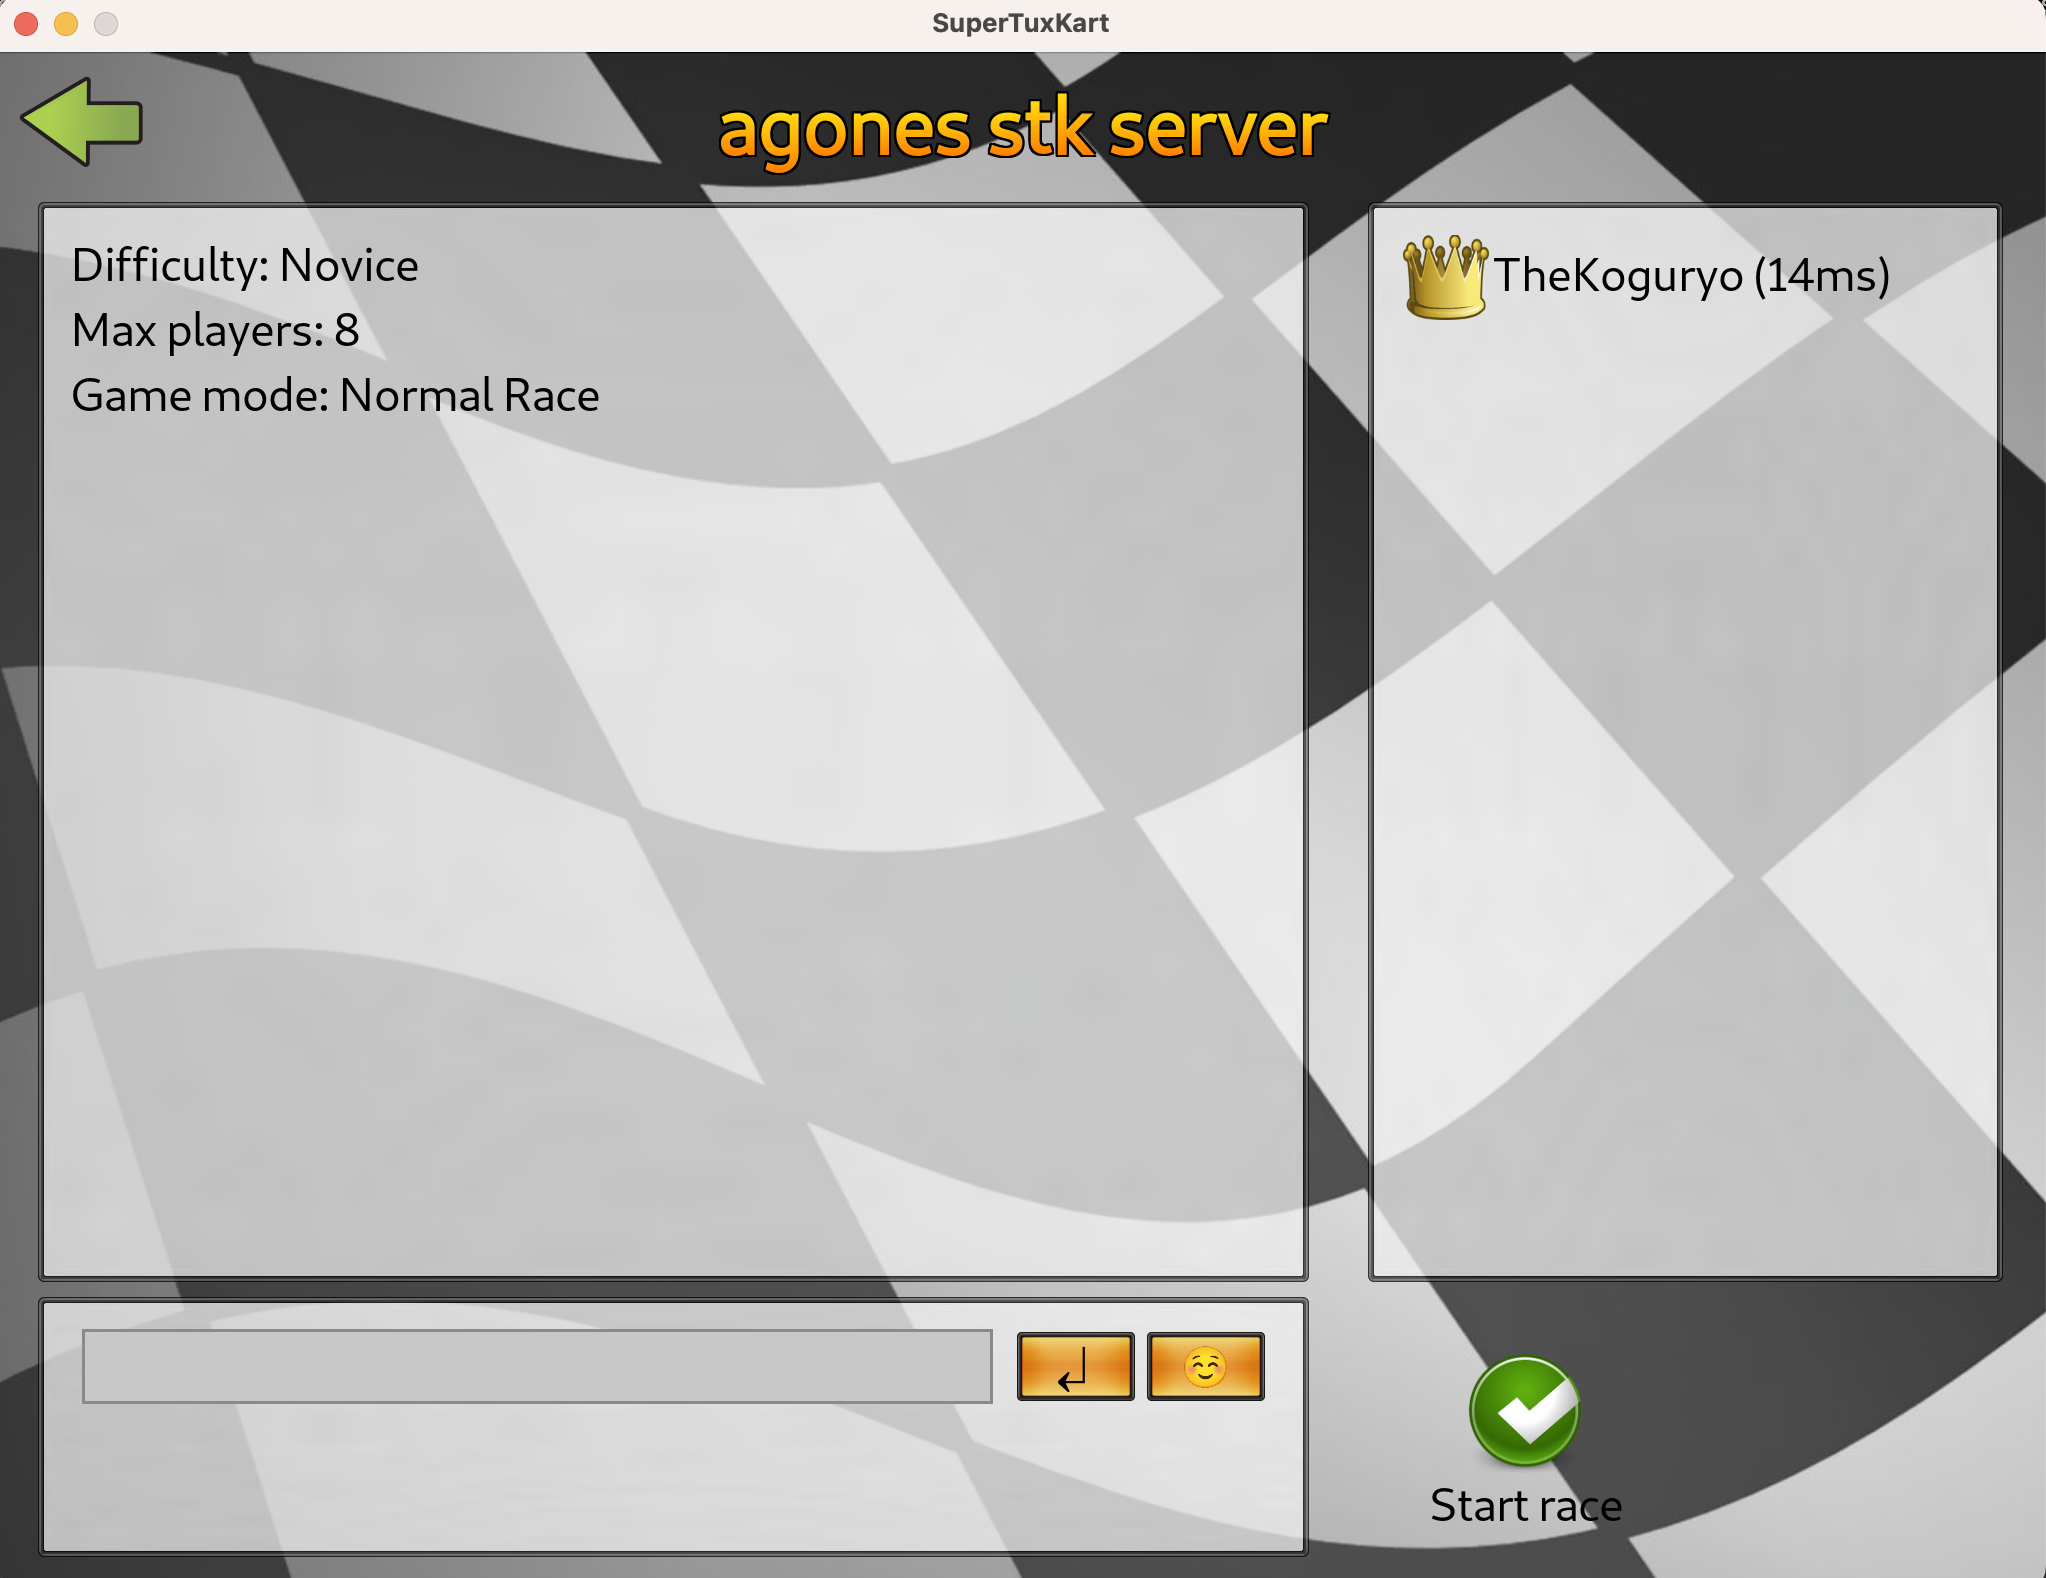 SuperTuxKart
agones stk server
Difficulty: Novice
Max players: 8
Game mode: Normal Race
TheKoguryo (14ms)
Start race